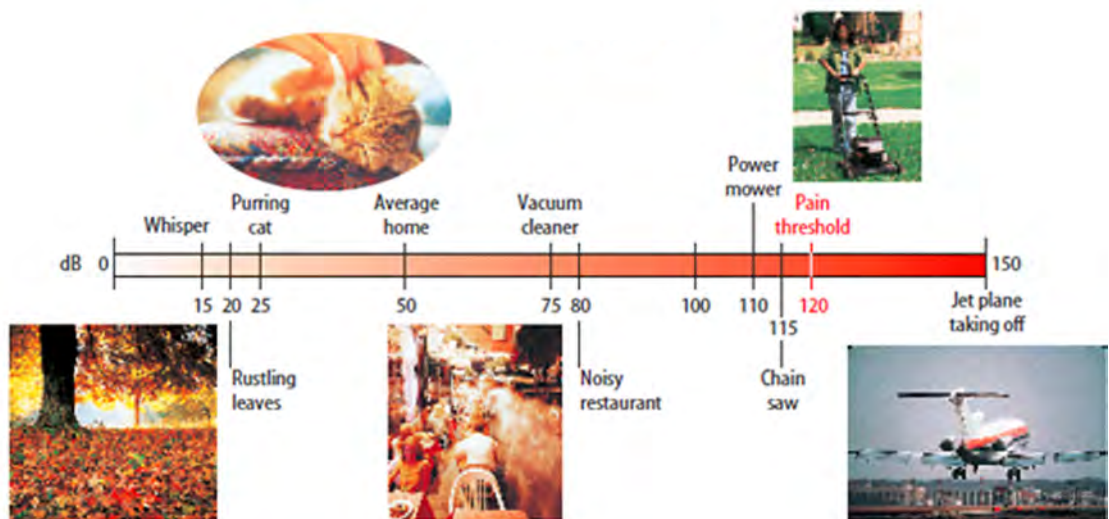 Power
mower
Purring
cat
Average
home
Vacuum
cleaner
Pain
threshold
Whisper
dB
0
150
15
20
25
50
75
80
100
110
120
115
Jet plane
taking off
Rustling
leaves
Noisy
restaurant
Chain
saw